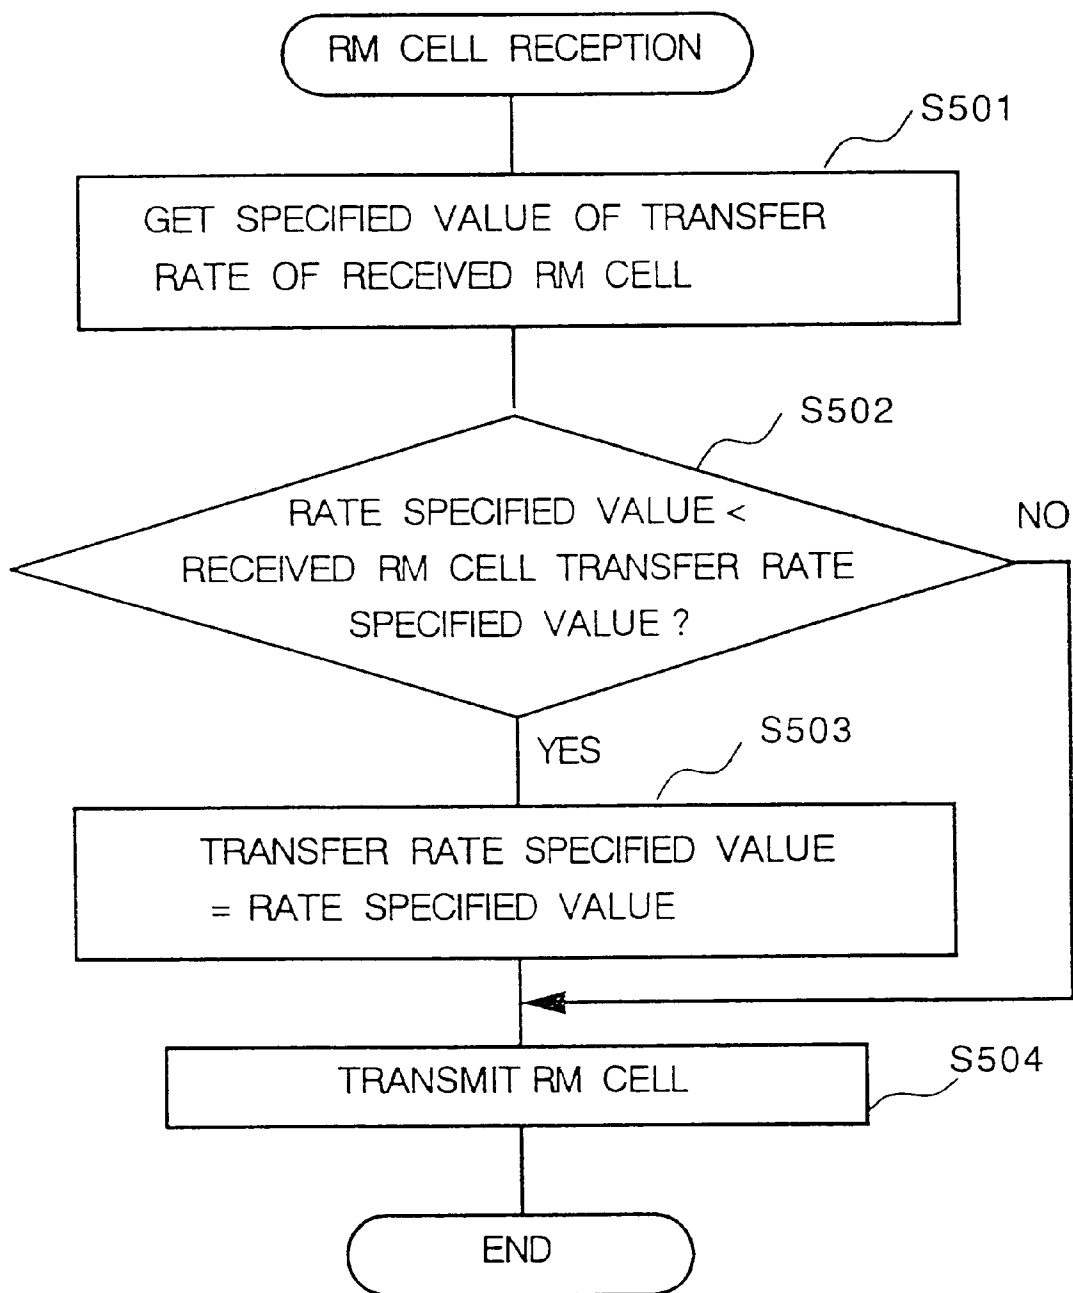 RM CELL RECEPTION
S501
GET SPECIFIED VALUE OF TRANSFER
RATE OF RECEIVED RM CELL
S502
RATE SPECIFIED VALUE <
RECEIVED RM CELL TRANSFER RATE
SPECIFIED VALUE ?
NO
YES
S503
TRANSFER RATE SPECIFIED VALUE
= RATE SPECIFIED VALUE
TRANSMIT RM CELL
S504
END